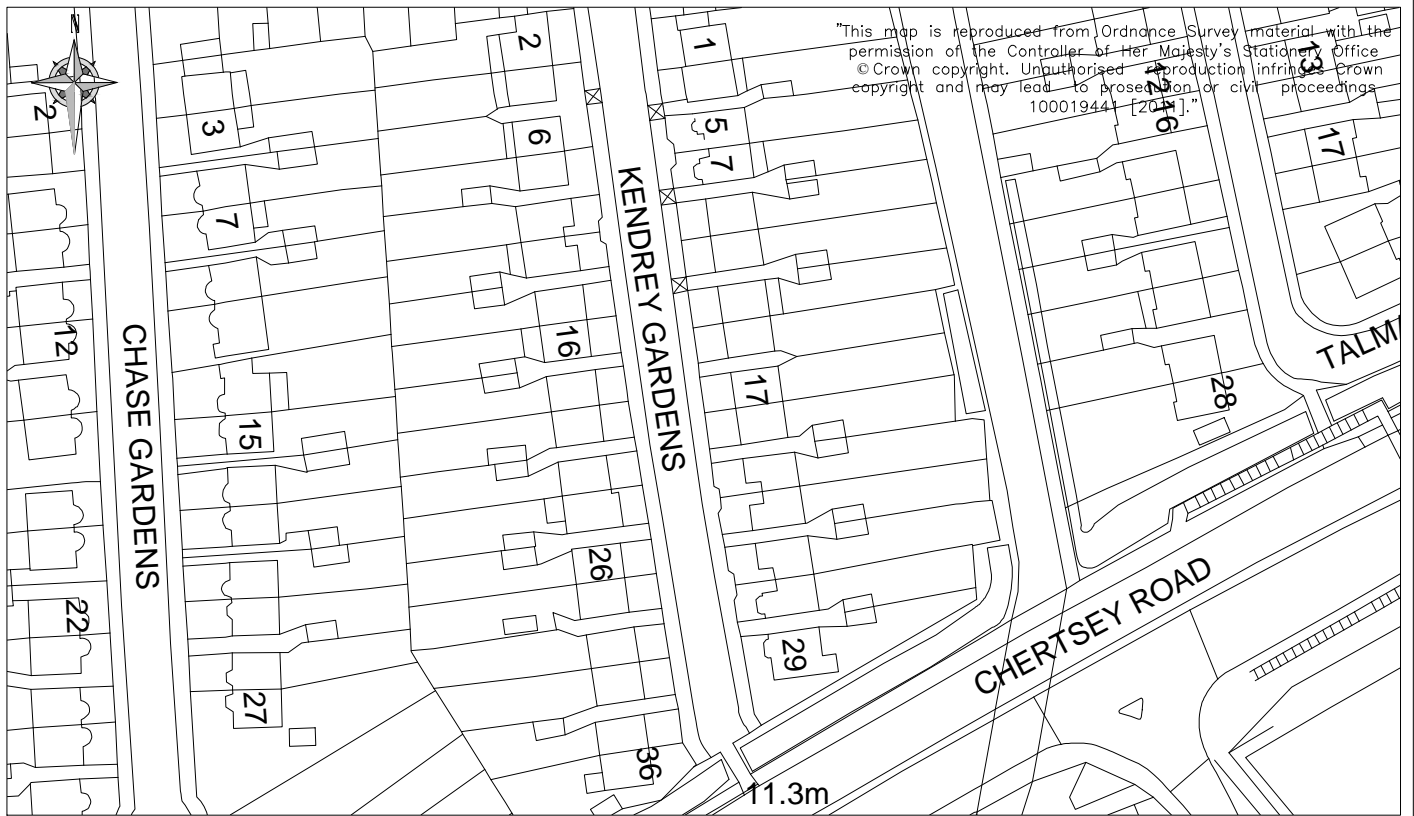 N
"This map is reproduced from Ordnance Survey material with the
permission of the Controller of Her Majesty's Stationery Office
© Crown copyright. Unauthorised reproduction infringes Crown
copyright and may lead to prosecution or civil proceedings
100019441 [2011]."
2
3
7
12
15
22
27
CHASE GARDENS
2
6
16
26
36
KENDREY GARDENS
1
5
7
17
29
12-16
28
13
17
TALM
CHERTSEY ROAD
11.3m